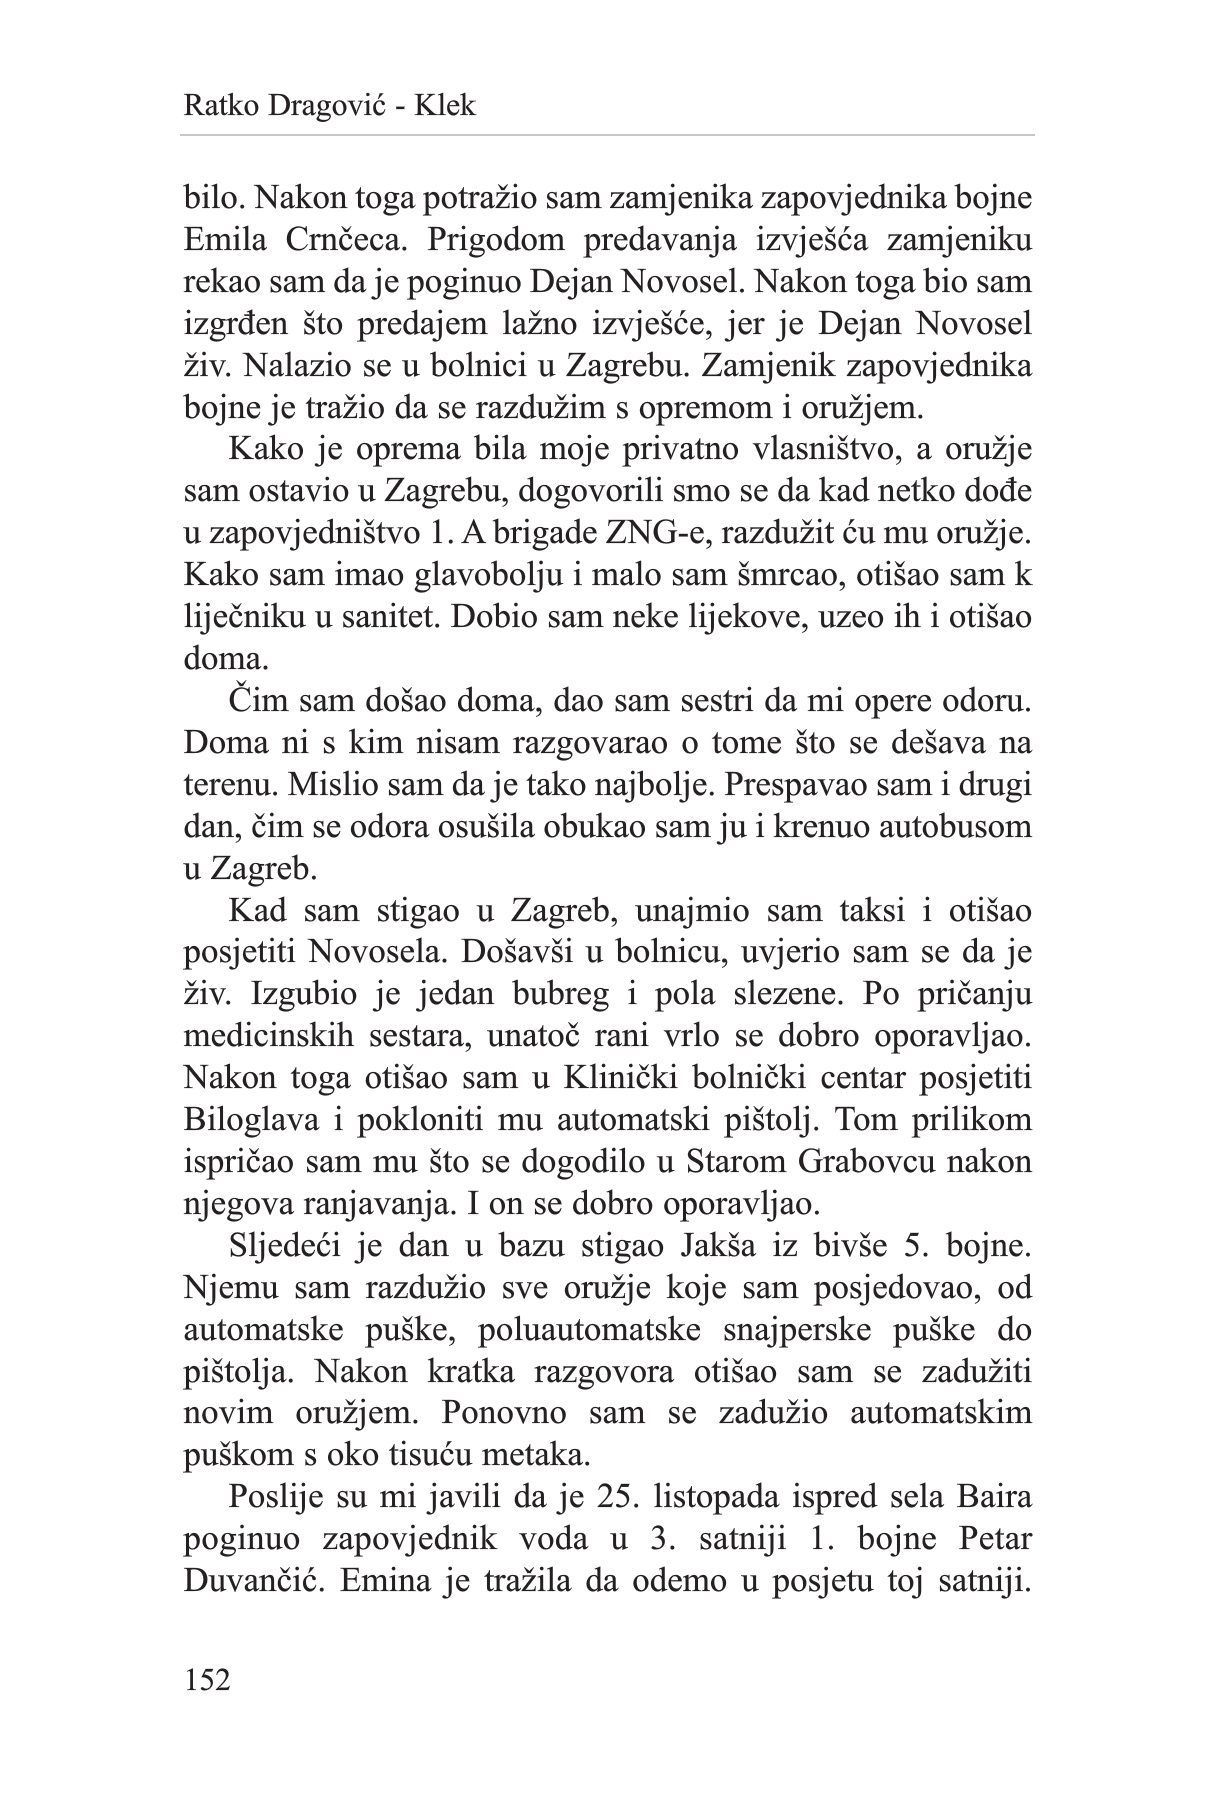 Ratko Dragović - Klek
bilo. Nakon toga potražio sam zamjenika zapovjednika bojne
Emila Crnčeca. Prigodom predavanja izvješća zamjeniku
rekao sam da je poginuo Dejan Novosel. Nakon toga bio sam
izgrđen što predajem lažno izvješće, jer je Dejan Novosel
živ. Nalazio se u bolnici u Zagrebu. Zamjenik zapovjednika
bojne je tražio da se razdužim s opremom i oružjem.
Kako je oprema bila moje privatno vlasništvo, a oružje
sam ostavio u Zagrebu, dogovorili smo se da kad netko dođe
u zapovjedništvo 1. A brigade ZNG-e, razdužit ću mu oružje.
Kako sam imao glavobolju i malo sam šmrcao, otišao sam k
liječniku u sanitet. Dobio sam neke lijekove, uzeo ih i otišao
doma.
Čim sam došao doma, dao sam sestri da mi opere odoru.
Doma ni s kim nisam razgovarao o tome što se dešava na
terenu. Mislio sam da je tako najbolje. Prespavao sam i drugi
dan, čim se odora osušila obukao sam ju i krenuo autobusom
u Zagreb.
Kad sam stigao u Zagreb, unajmio sam taksi i otišao
posjetiti Novosela. Došavši u bolnicu, uvjerio sam se da je
živ. Izgubio je jedan bubreg i pola slezene. Po pričanju
medicinskih sestara, unatoč rani vrlo se dobro oporavljao.
Nakon toga otišao sam u Klinički bolnički centar posjetiti
Biloglava i pokloniti mu automatski pištolj. Tom prilikom
ispričao sam mu što se dogodilo u Starom Grabovcu nakon
njegova ranjavanja. I on se dobro oporavljao.
Sljedeći je dan u bazu stigao Jakša iz bivše 5. bojne.
Njemu sam razdužio sve oružje koje sam posjedovao, od
automatske puške, poluautomatske snajperske puške do
pištolja. Nakon kratka razgovora otišao sam se zadužiti
novim oružjem. Ponovno sam se zadužio automatskim
puškom s oko tisuću metaka.
Poslije su mi javili da je 25. listopada ispred sela Baira
poginuo zapovjednik voda u 3. satniji 1. bojne Petar
Duvančić. Emina je tražila da odemo u posjetu toj satniji.
152